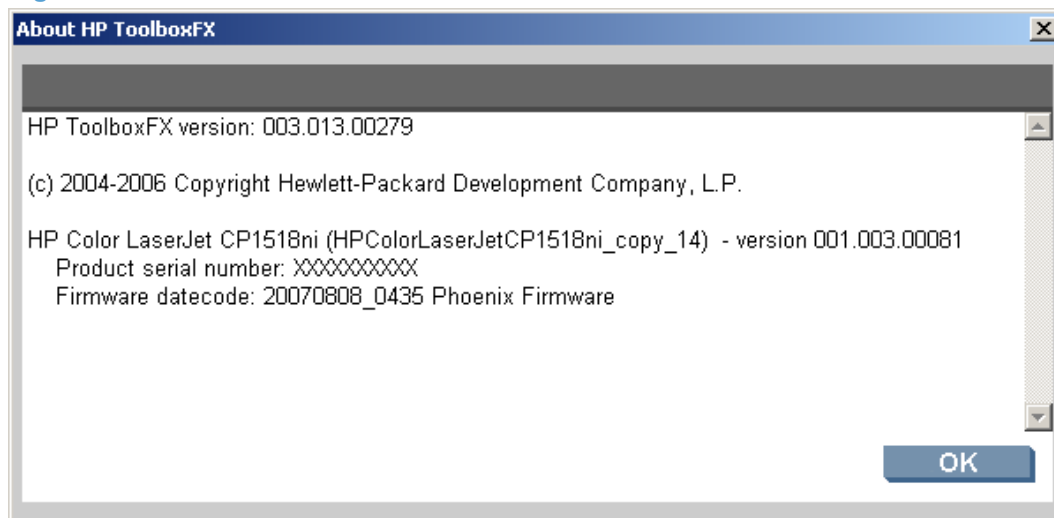 About HP ToolboxFX
HP ToolboxFX version: 003.013.00279
(c) 2004-2006 Copyright Hewlett-Packard Development Company, L.P.
HP Color LaserJet CP1518ni (HPColorLaserJetCP1518ni_copy_14) - version 001.003.00081
Product serial number: XXXXXXXXXX
Firmware datecode: 20070808_0435 Phoenix Firmware
OK